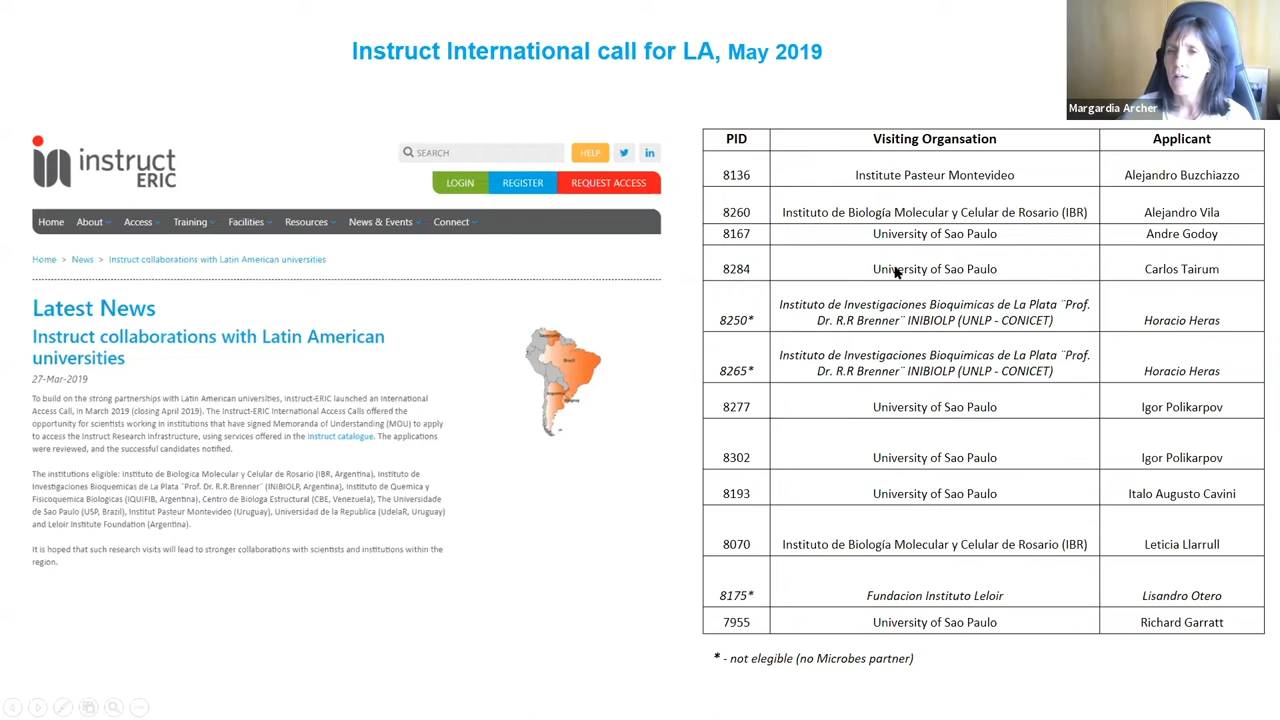 Instruct International call for LA, May 2019
Margardia Archer
instruct
ERIC
SEARCH
HELP
LOGIN
REGISTER
REQUEST ACCESS
Home About Access Training Facilities Resources News & Events Connect
Home > News > Instruct collaborations with Latin American universities
Latest News
Instruct collaborations with Latin American
universities
27-Mar-2019
To build on the strong partnerships with Latin American universities, Instruct-ERIC launched an International
Access Call, in March 2019 (closing April 2019). The Instruct-ERIC International Access Calls offered the
opportunity for scientists working in institutions that have signed Memoranda of Understanding (MOU) to apply
to access the Instruct Research Infrastructure, using services offered in the Instruct catalogue. The applications
were reviewed, and the successful candidates notified.
The institutions eligible: Instituto de Biologica Molecular y Celular de Rosario (IBR, Argentina), Instituto de
Investigaciones Bioquemicas de La Plata ¨Prof. Dr. R.R.Brenner¨ (INIBIOLP, Argentina), Instituto de Quemica y
Fisicoquemica Biologicas (IQUIFIB, Argentina), Centro de Biologa Estructural (CBE, Venezuela), The Universidade
de Sao Paulo (USP, Brazil), Institut Pasteur Montevideo (Uruguay), Universidad de la Republica (UdelaR, Uruguay)
and Leloir Institute Foundation (Argentina).
It is hoped that such research visits will lead to stronger collaborations with scientists and institutions within the
region.
Venezuela
Brazil
Argentina
Uruguay
PID Visiting Organsation Applicant
8136 Institute Pasteur Montevideo Alejandro Buzchiazzo
8260 Instituto de Biología Molecular y Celular de Rosario (IBR) Alejandro Vila
8167 University of Sao Paulo Andre Godoy
8284 University of Sao Paulo Carlos Tairum
Instituto de Investigaciones Bioquimicas de La Plata ¨Prof.
8250* Dr. R.R Brenner¨ INIBIOLP (UNLP - CONICET) Horacio Heras
Instituto de Investigaciones Bioquimicas de La Plata ¨Prof.
8265* Dr. R.R Brenner¨ INIBIOLP (UNLP - CONICET) Horacio Heras
8277 University of Sao Paulo Igor Polikarpov
8302 University of Sao Paulo Igor Polikarpov
8193 University of Sao Paulo Italo Augusto Cavini
8070 Instituto de Biología Molecular y Celular de Rosario (IBR) Leticia Llarrull
8175* Fundacion Instituto Leloir Lisandro Otero
7955 University of Sao Paulo Richard Garratt
* - not elegible (no Microbes partner)